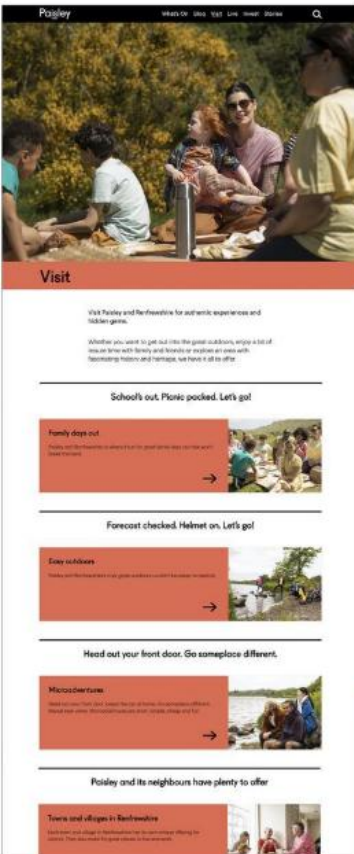 Paisley
What's On Blog Visit Live Invest Stories
Visit
Visit Paisley and Renfrewshire for authentic experiences and
hidden gems.
Whether you want to get out into the great outdoors, enjoy a bit of
leisure time with family and friends or explore an area with
fascinating history and heritage, we have it all to offer
School's out. Picnic packed. Let's go!
Family days out
Forecast checked. Helmet on. Let's go!
Easy outdoors
Head out your front door. Go someplace different.
Microadventures
Paisley and its neighbours have plenty to offer
Towns and villages in Renfrewshire